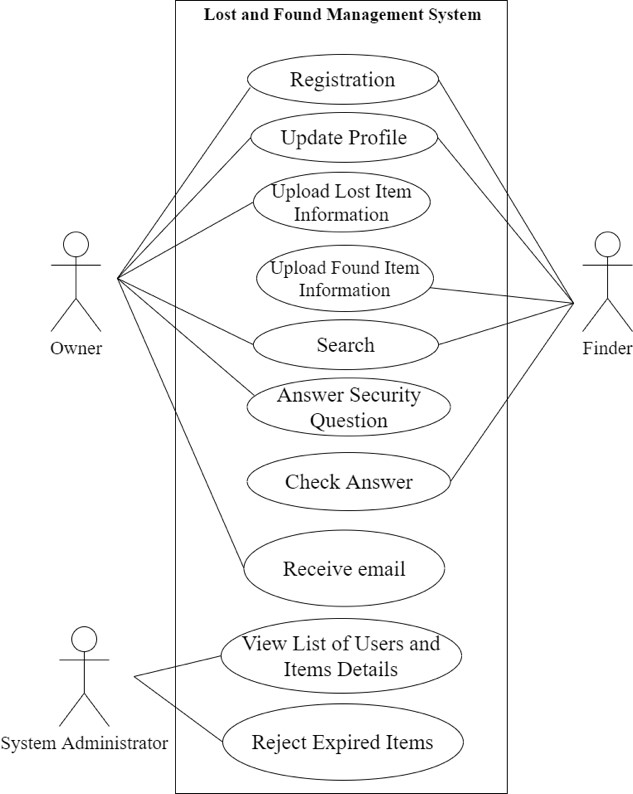 Lost and Found Management System
Registration
Update Profile
Upload Lost Item
Information
Upload Found Item
Information
Owner
Search
Finder
Answer Security
Question
Check Answer
Receive email
View List of Users and
Items Details
System Administrator
Reject Expired Items